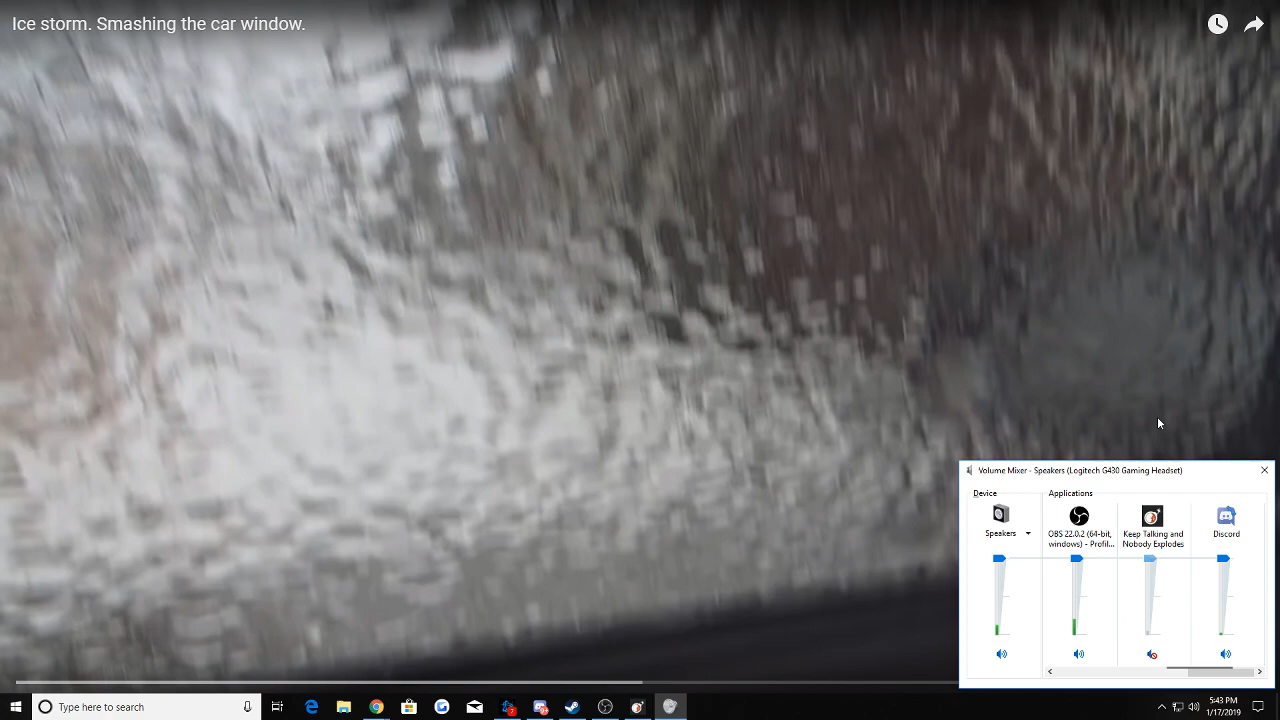 Ice storm. Smashing the car window.
Volume Mixer - Speakers (Logitech G430 Gaming Headset)
Device
Applications
Speakers
OBS 22.0.2 (64-bit,
windows) - Profil...
Keep Talking and
Nobody Explodes
Discord
Type here to search
5:43 PM
1/17/2019